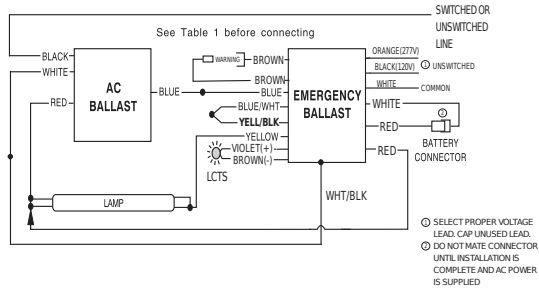 SWITCHED OR
UNSWITCHED
LINE
See Table 1 before connecting
BLACK
WHITE
RED
AC
BALLAST
BLUE
WARNING
BROWN
BROWN
BLUE
BLUE/WHT
YELL/BLK
YELLOW
VIOLET(+)
BROWN(-)
LCTS
EMERGENCY
BALLAST
ORANGE(277V)
BLACK(120V)
1 UNSWITCHED
WHITE
COMMON
WHITE
RED
2
BATTERY
CONNECTOR
RED
WHT/BLK
LAMP
1 SELECT PROPER VOLTAGE
LEAD. CAP UNUSED LEAD.
2 DO NOT MATE CONNECTOR
UNTIL INSTALLATION IS
COMPLETE AND AC POWER
IS SUPPLIED